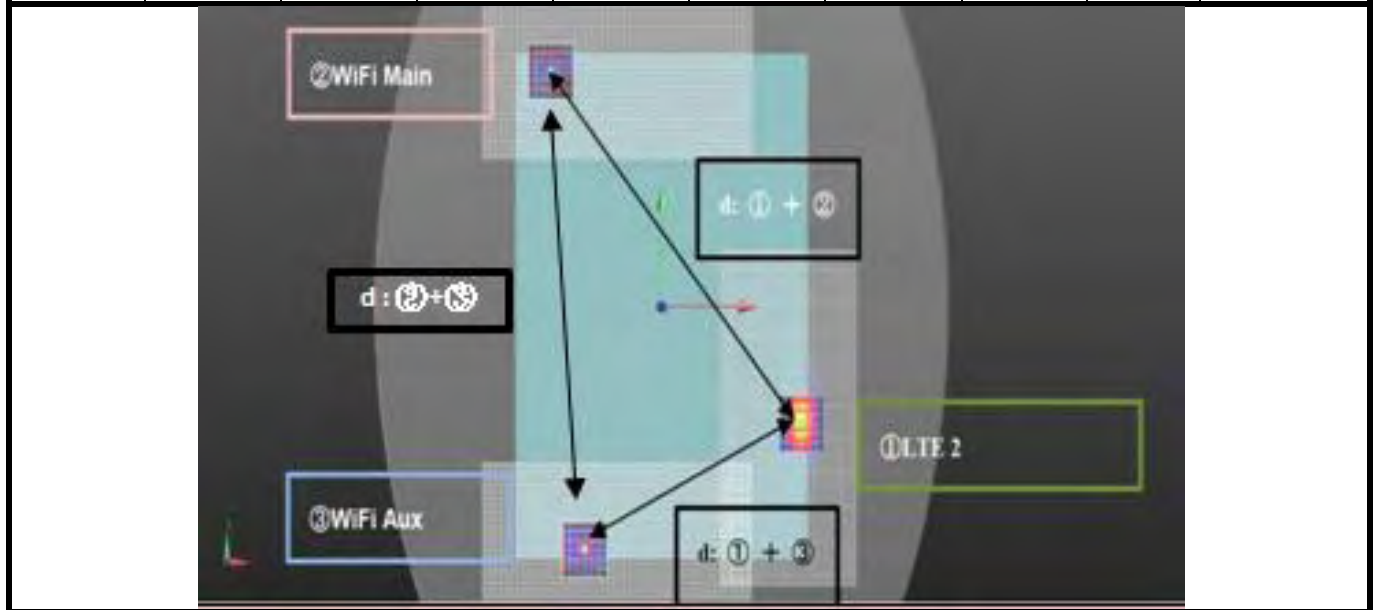 ②WiFi Main
d: ① + ②
d :②+③
①LTE 2
③WiFi Aux
d: ① + ③